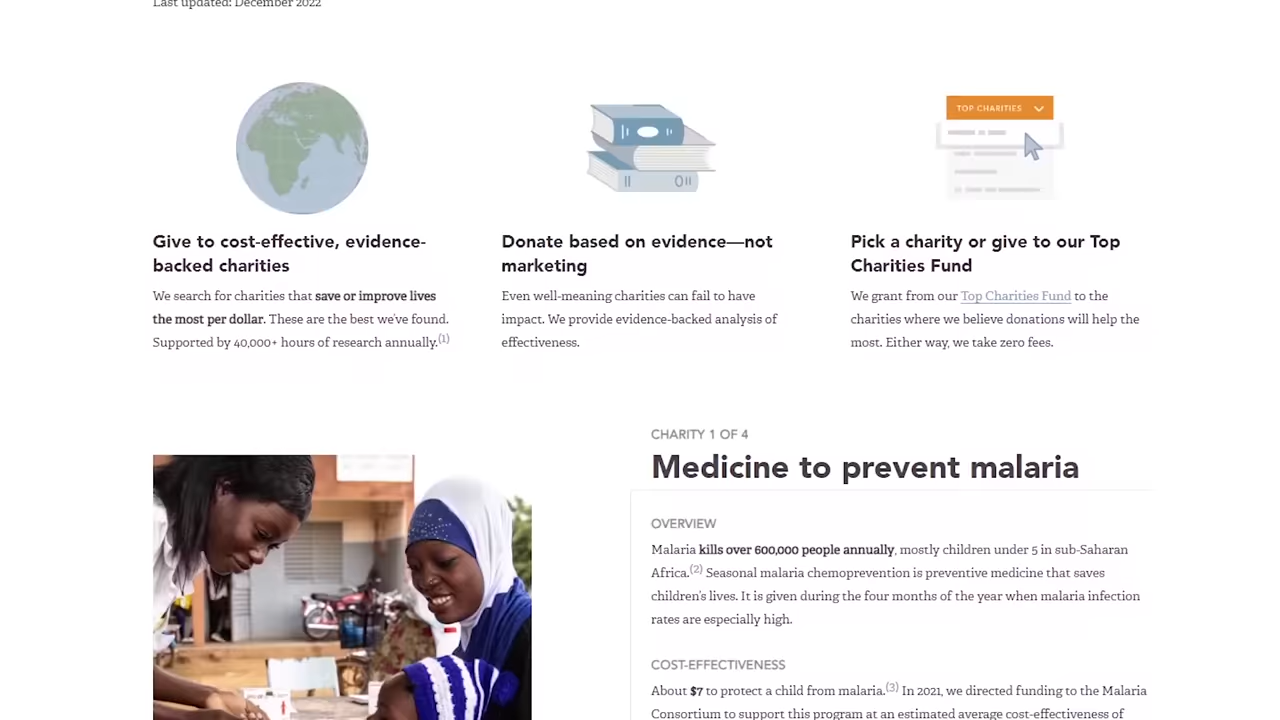 Last updated: December 2022
TOP CHARITIES
Give to cost-effective, evidence-
backed charities
We search for charities that save or improve lives
the most per dollar. These are the best we've found.
Supported by 40,000+ hours of research annually.(1)
Donate based on evidence—not
marketing
Even well-meaning charities can fail to have
impact. We provide evidence-backed analysis of
effectiveness.
Pick a charity or give to our Top
Charities Fund
We grant from our Top Charities Fund to the
charities where we believe donations will help the
most. Either way, we take zero fees.
CHARITY 1 OF 4
Medicine to prevent malaria
OVERVIEW
Malaria kills over 600,000 people annually, mostly children under 5 in sub-Saharan
Africa.(2) Seasonal malaria chemoprevention is preventive medicine that saves
children's lives. It is given during the four months of the year when malaria infection
rates are especially high.
COST-EFFECTIVENESS
About $7 to protect a child from malaria.(3) In 2021, we directed funding to the Malaria
Consortium to support this program at an estimated average cost-effectiveness of